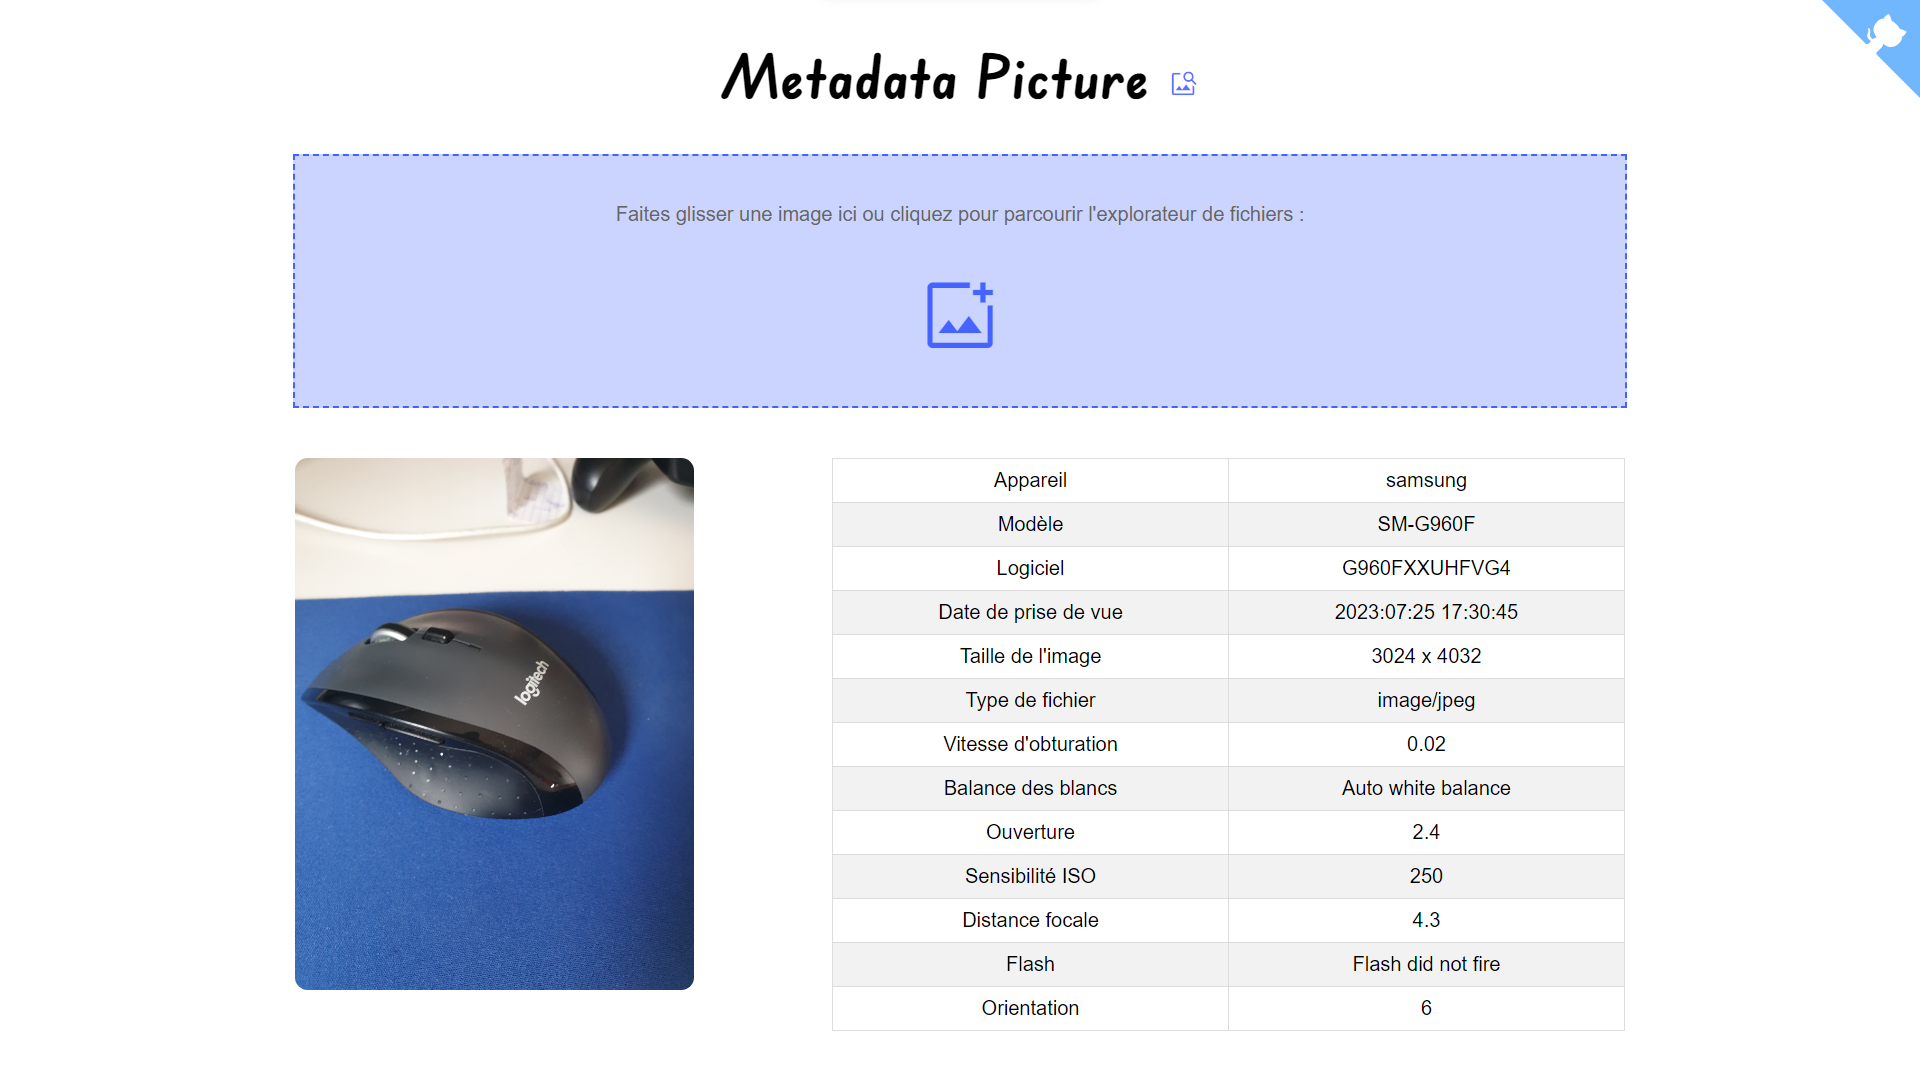 Metadata Picture
Faites glisser une image ici ou cliquez pour parcourir l'explorateur de fichiers :
logitech
Appareil samsung
Modèle SM-G960F
Logiciel G960FXXUHFVG4
Date de prise de vue 2023:07:25 17:30:45
Taille de l'image 3024 x 4032
Type de fichier image/jpeg
Vitesse d'obturation 0.02
Balance des blancs Auto white balance
Ouverture 2.4
Sensibilité ISO 250
Distance focale 4.3
Flash Flash did not fire
Orientation 6